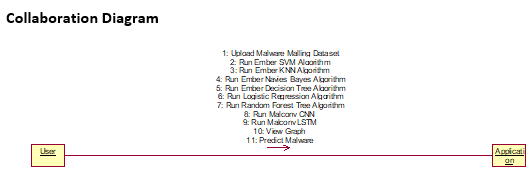 Collaboration Diagram
1: Upload Malware Malling Dataset
2: Run Ember SVM Algorithm
3: Run Ember KNN Algorithm
4: Run Ember Navies Bayes Algorithm
5: Run Ember Decision Tree Algorithm
6: Run Logistic Regression Algorithm
7: Run Random Forest Tree Algorithm
8: Run Malconv CNN
9: Run Malconv LSTM
10: View Graph
11: Predict Malware
User
Applicati
on